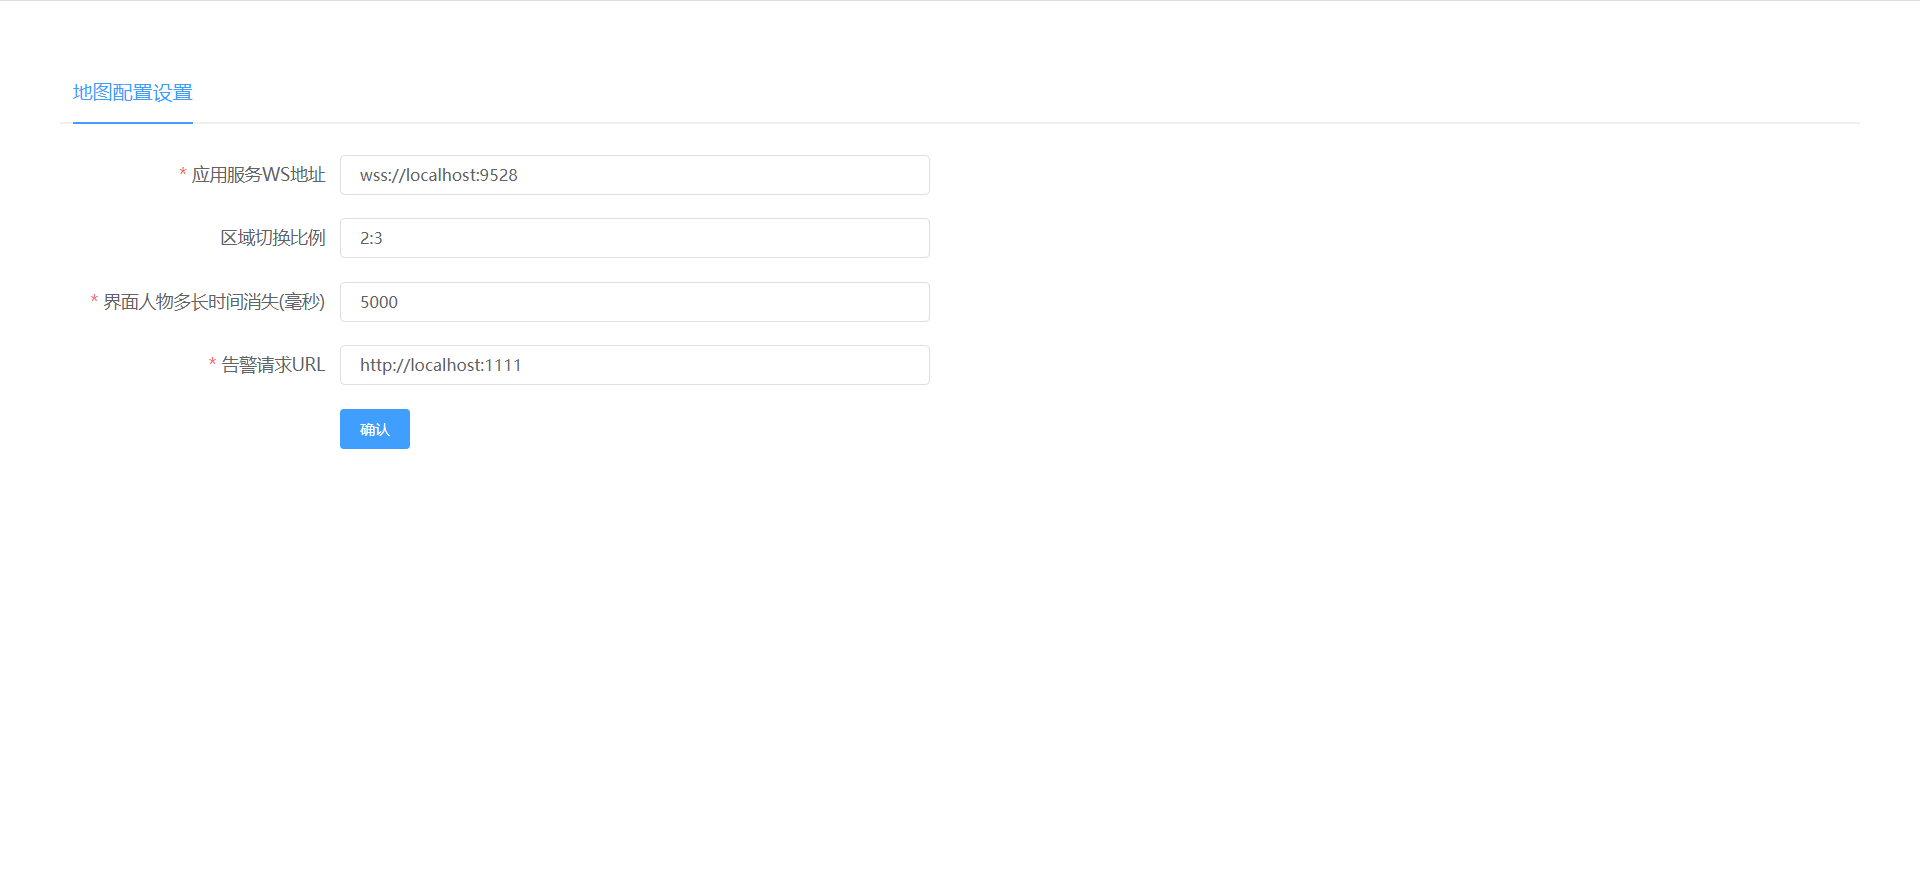 地图配置设置
* 应用服务WS地址 wss://localhost:9528
区域切换比例 2:3
* 界面人物多长时间消失(毫秒) 5000
* 告警请求URL http://localhost:1111
确认